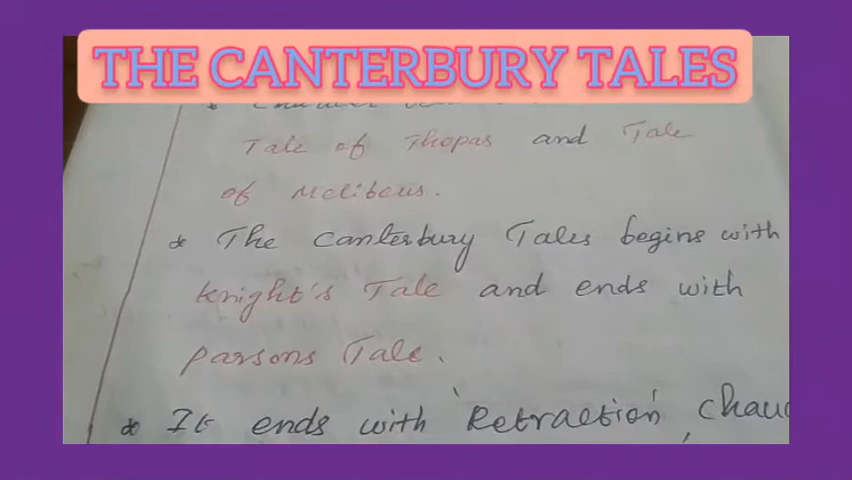 THE CANTERBURY TALES
Tale of Thopas and Tale
of Melibeus.
* The Canterbury Tales begins with
Knight's Tale and ends with
parsons Tale.
* It ends with 'Retraction', Chau